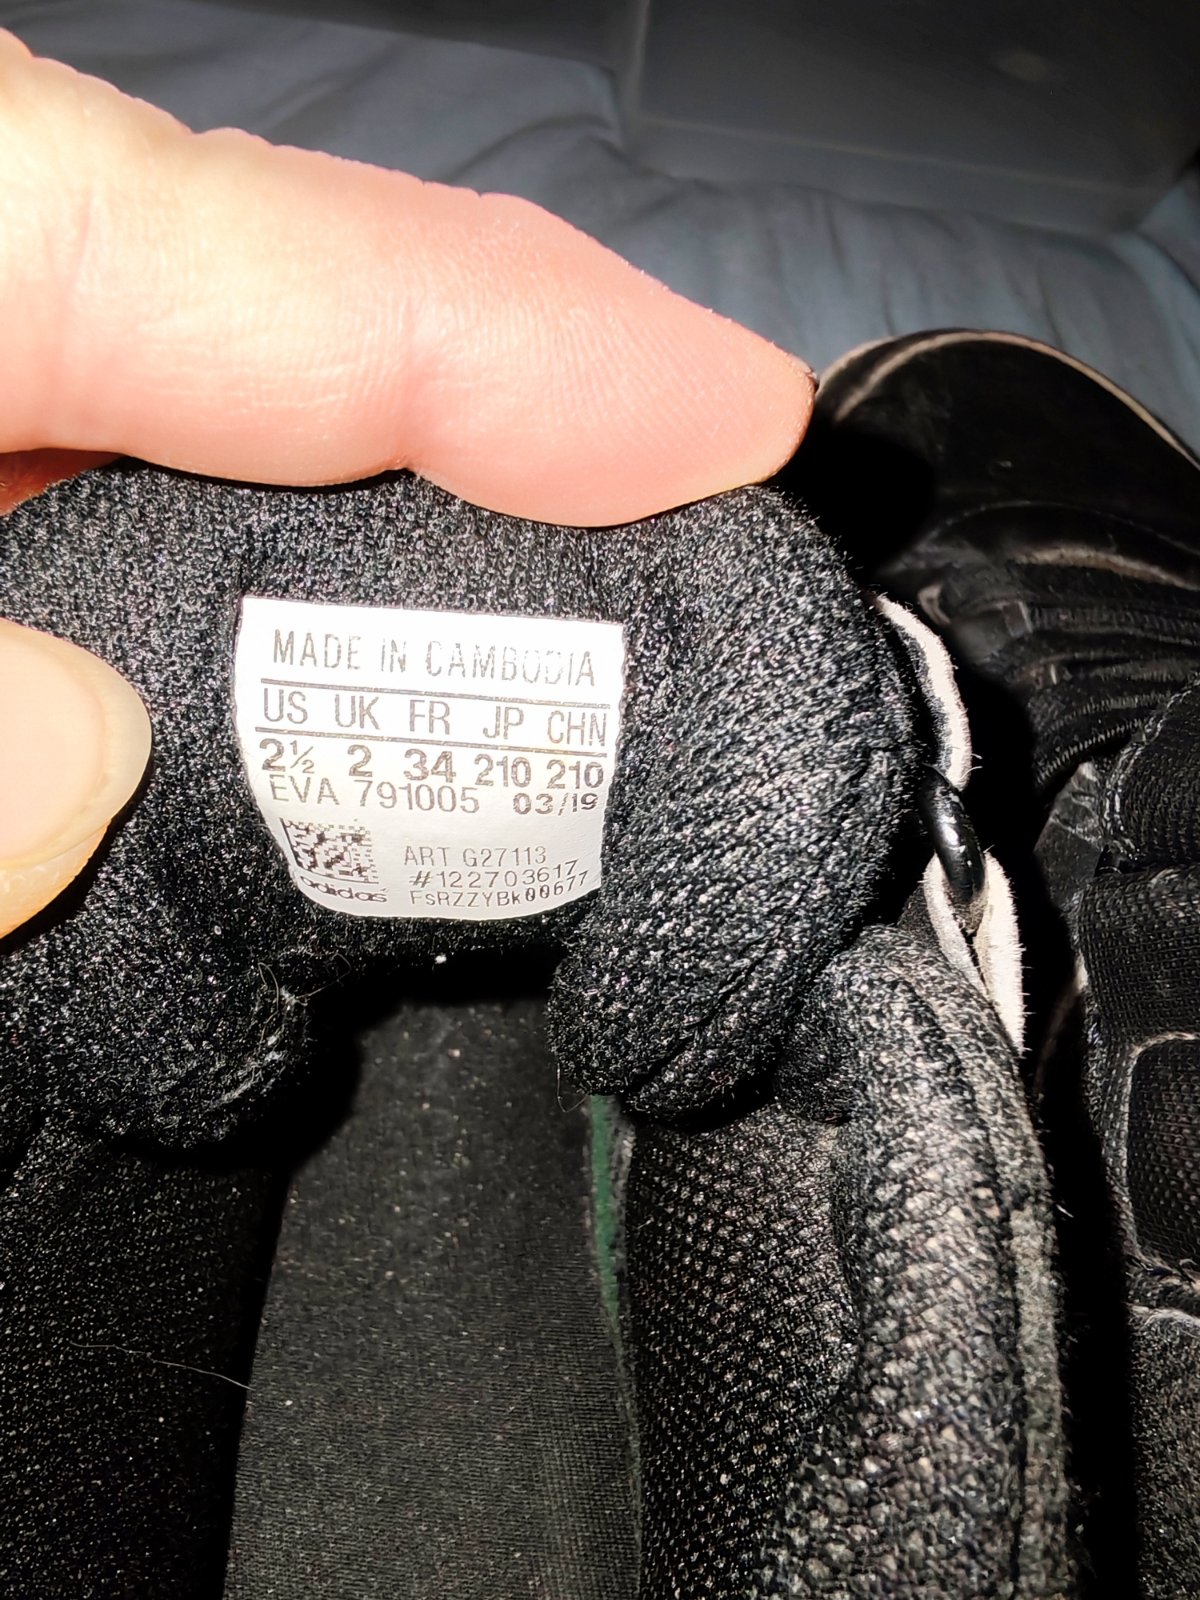 MADE IN CAMBODIA
US UK FR JP CHN
2½ 2 34 210 210
EVA 791005 03/19
ART G27113
#122703617
adidas FsRZZYBk00677